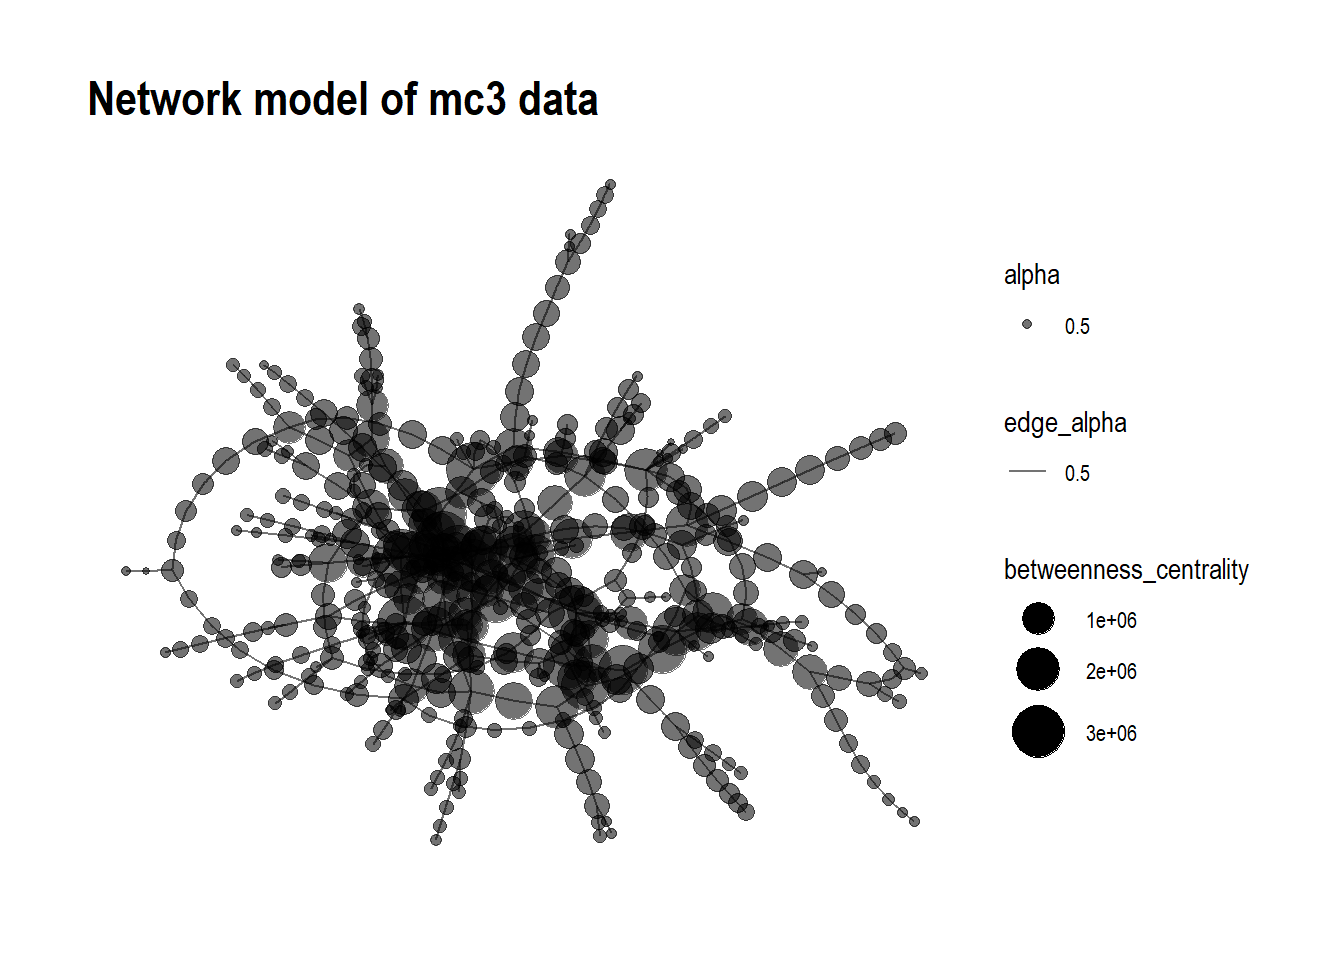 Network model of mc3 data
alpha
0.5
edge_alpha
0.5
betweenness_centrality
1e+06
2e+06
3e+06